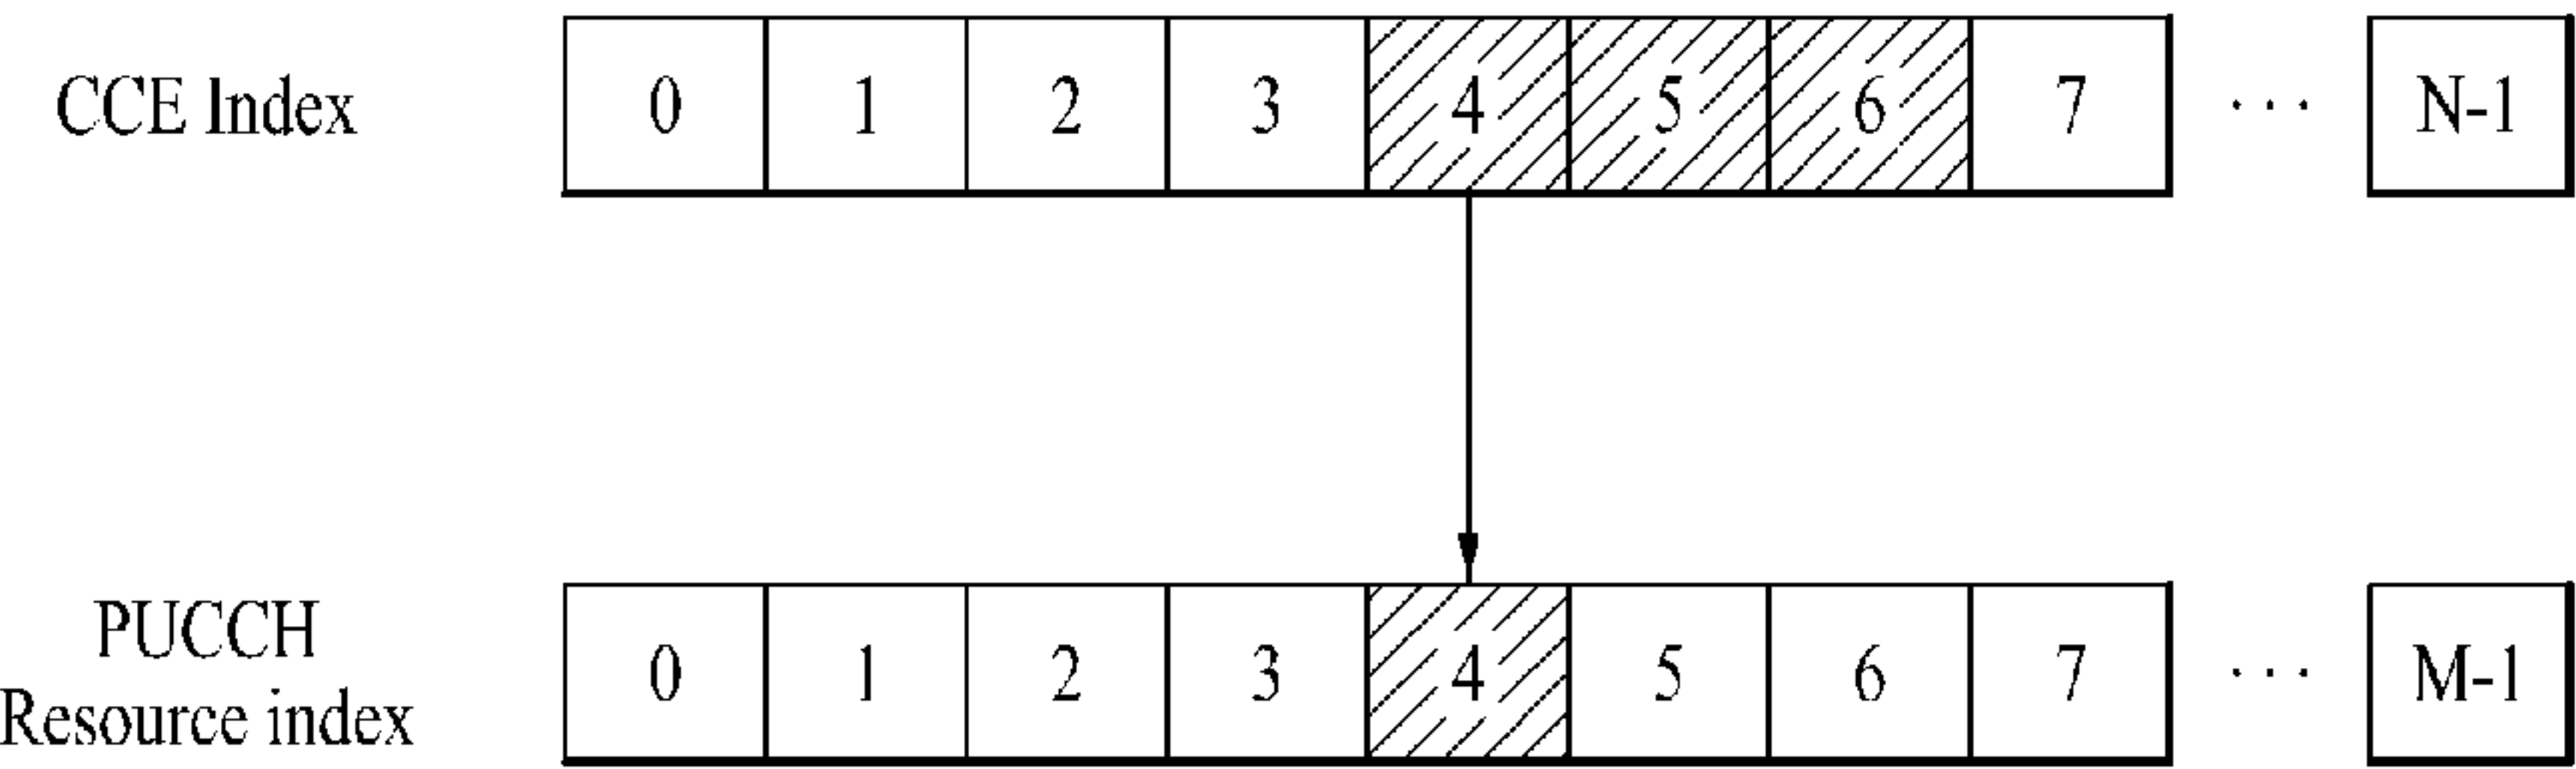 CCE Index 0 1 2 3 4 5 6 7 ... N-1
PUCCH
Resource index 0 1 2 3 4 5 6 7 ... M-1